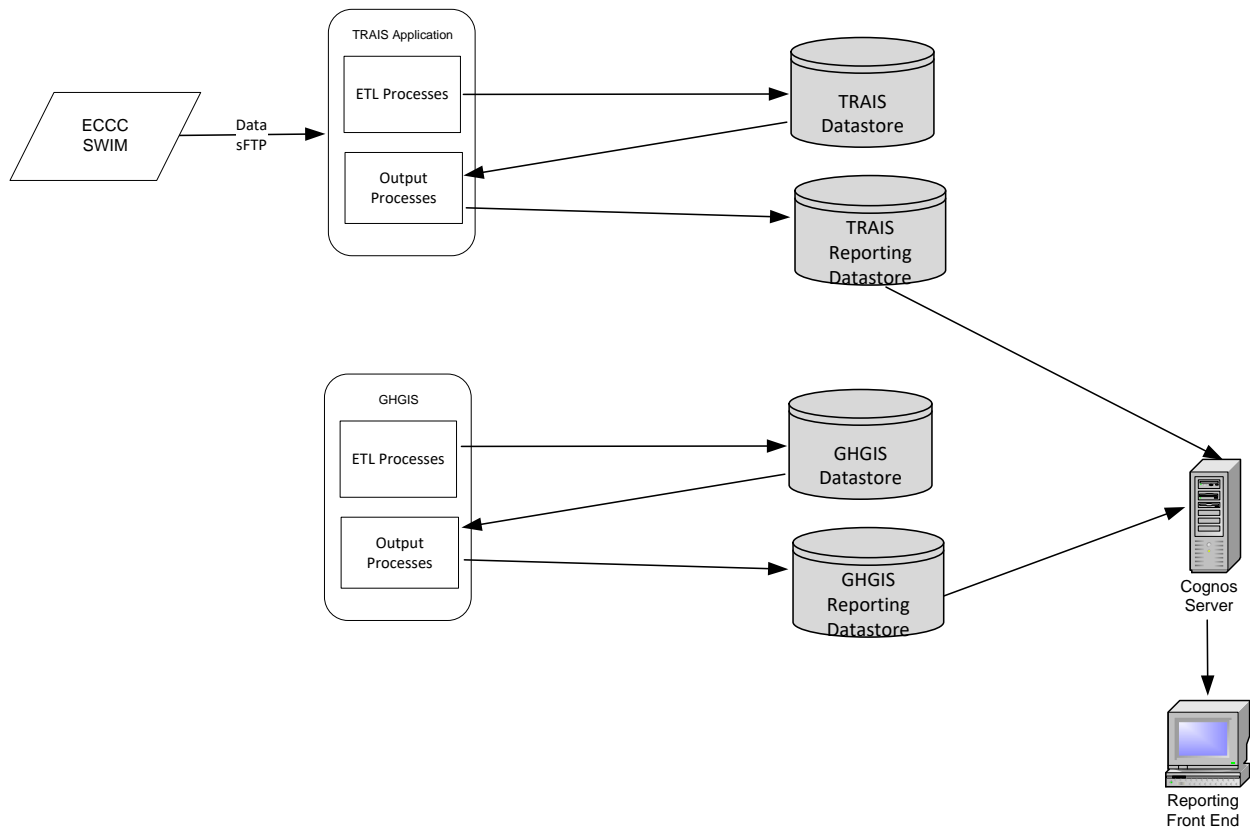 TRAIS Application
ETL Processes
TRAIS
Datastore
ECCC
SWIM
Data
sFTP
Output
Processes
TRAIS
Reporting
Datastore
GHGIS
ETL Processes
GHGIS
Datastore
Output
Processes
GHGIS
Reporting
Datastore
Cognos
Server
Reporting
Front End